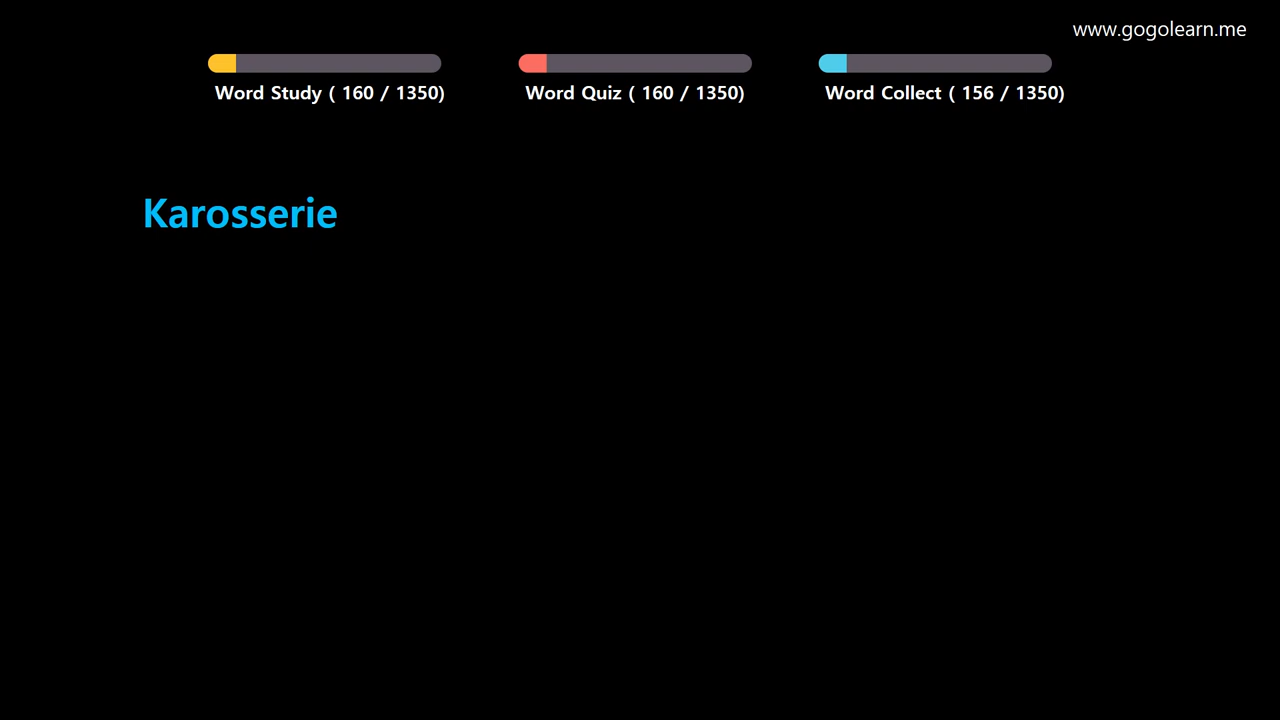 www.gogolearn.me
Word Study ( 160 / 1350)
Word Quiz ( 160 / 1350)
Word Collect ( 156 / 1350)
Karosserie